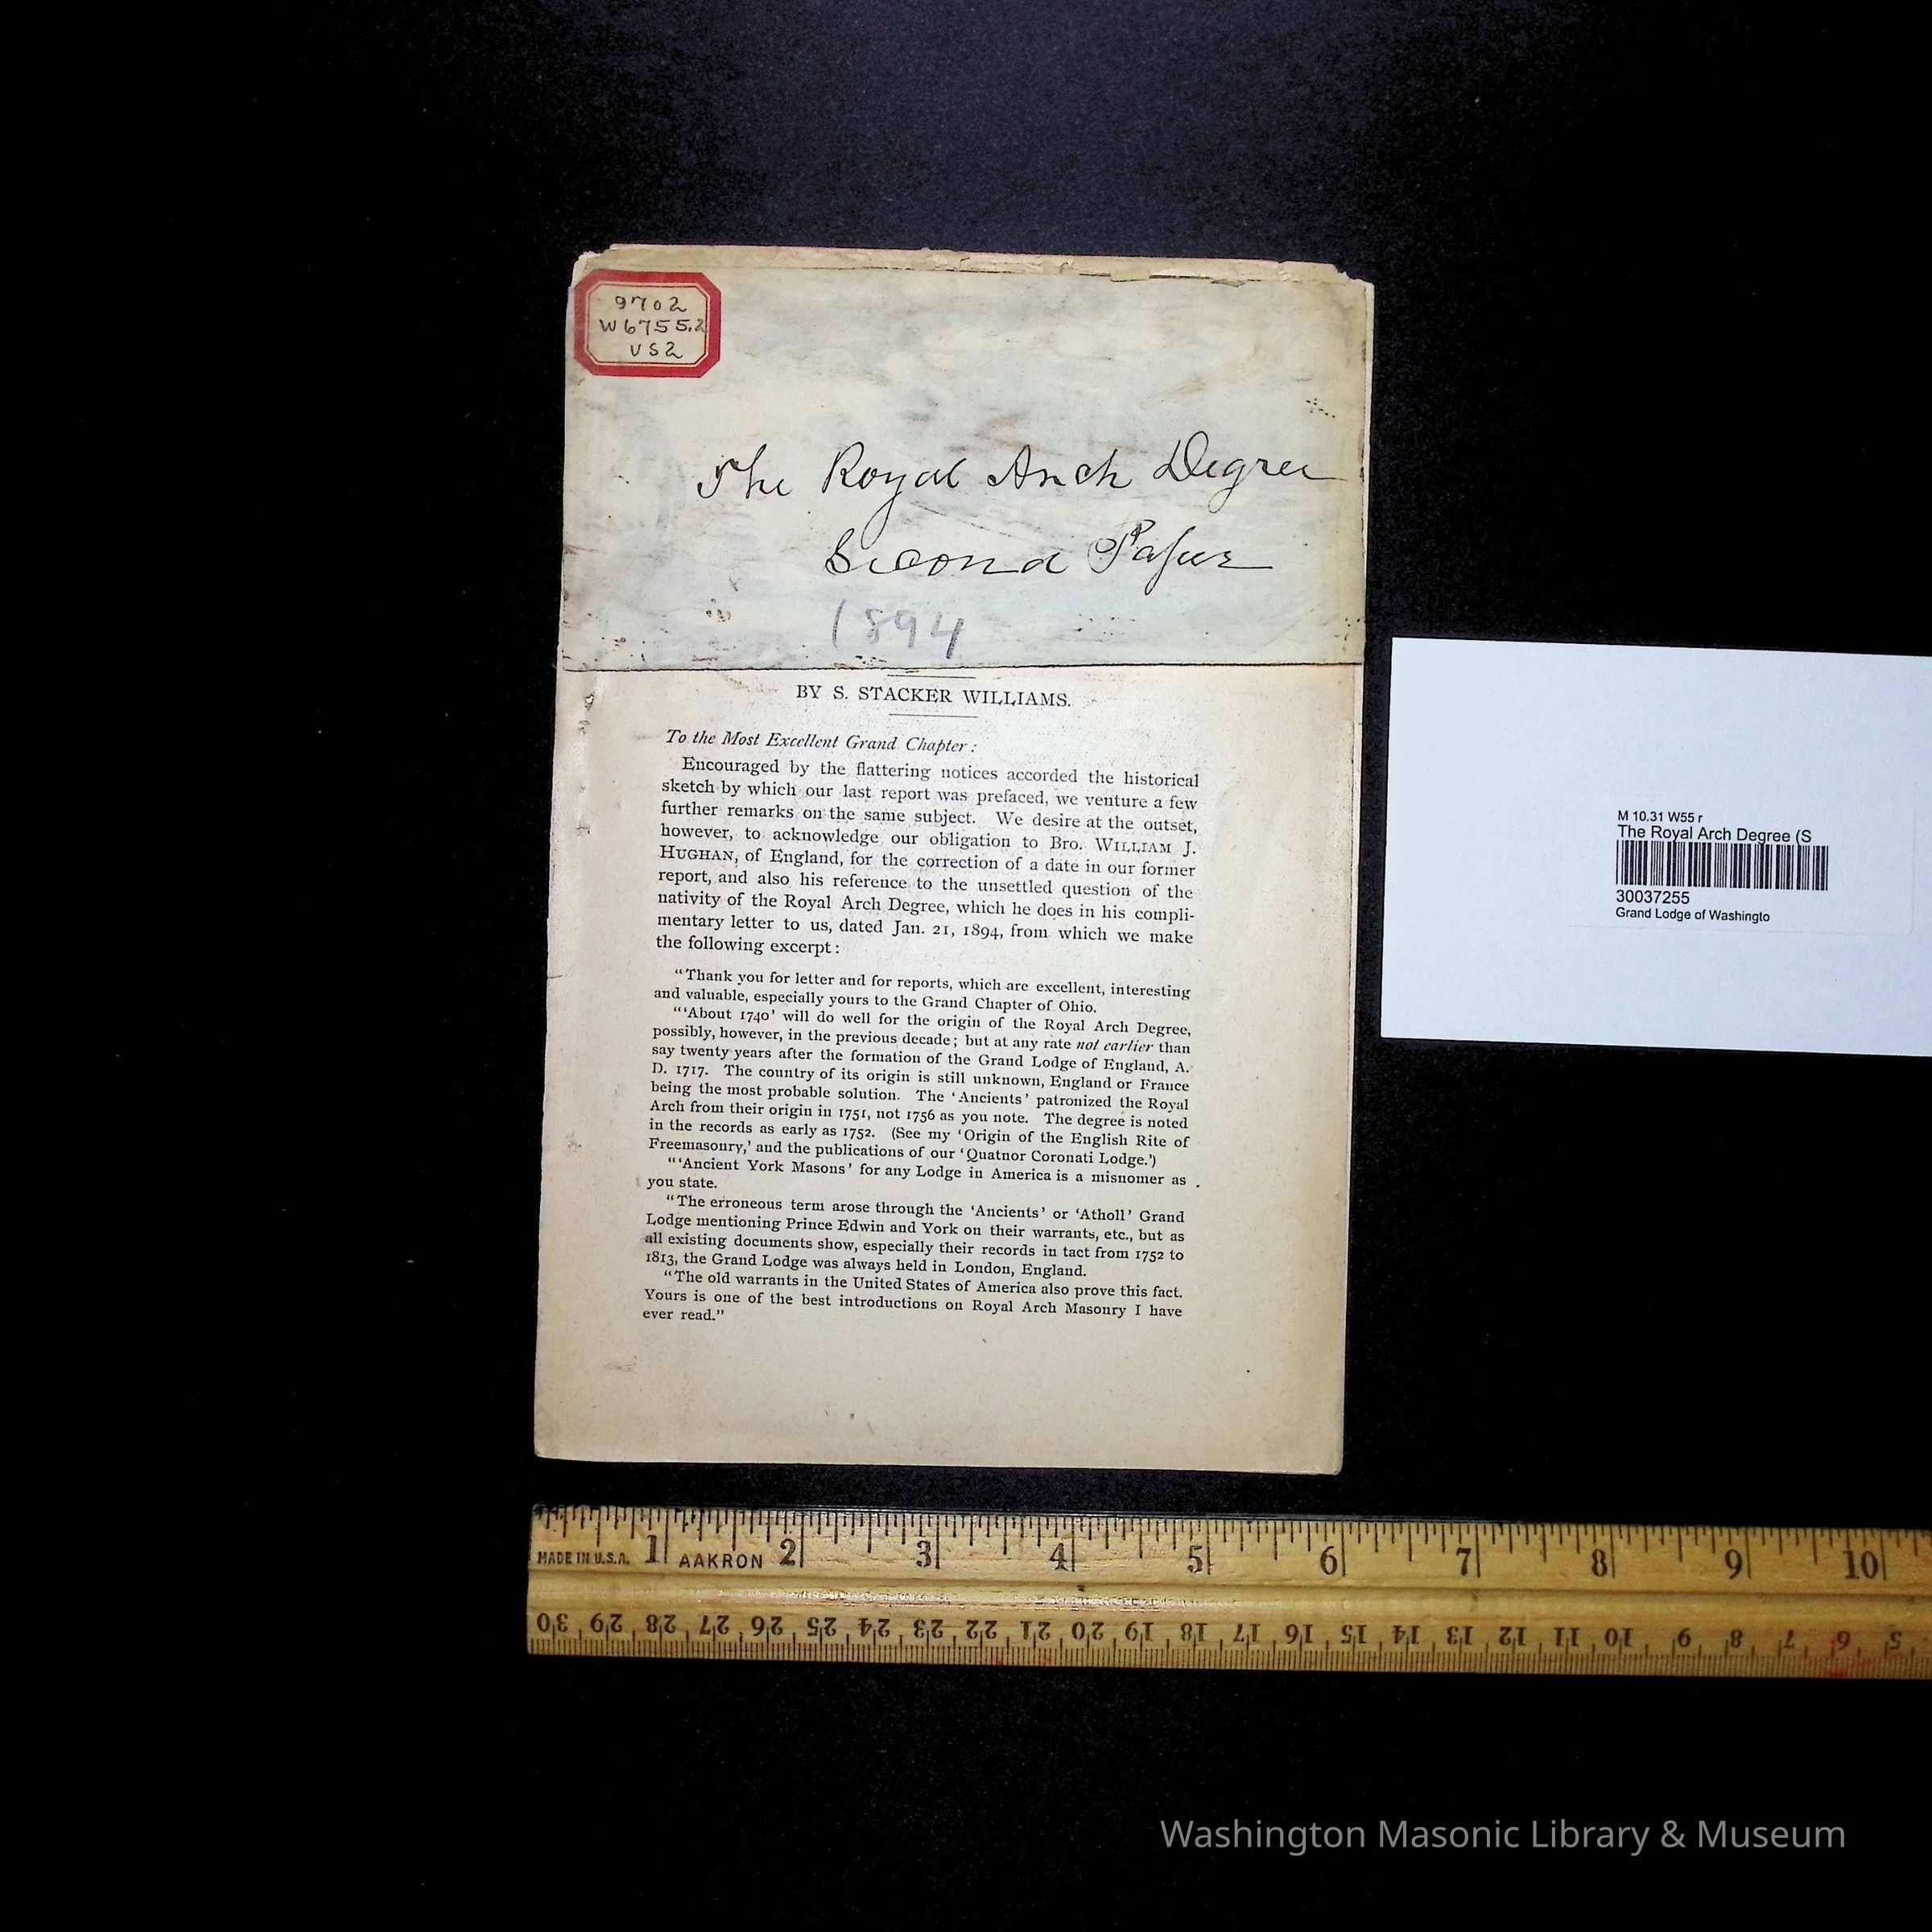 9702
W6755.2
VS2
The Royal Arch Degree
Second Paper
1894
BY S. STACKER WILLIAMS.
To the Most Excellent Grand Chapter:
Encouraged by the flattering notices accorded the historical
sketch by which our last report was prefaced, we venture a few
further remarks on the same subject. We desire at the outset,
however, to acknowledge our obligation to Bro. WILLIAM J.
HUGHAN, of England, for the correction of a date in our former
report, and also his reference to the unsettled question of the
nativity of the Royal Arch Degree, which he does in his compli-
mentary letter to us, dated Jan. 21, 1894, from which we make
the following excerpt:
"Thank you for letter and for reports, which are excellent, interesting
and valuable, especially yours to the Grand Chapter of Ohio.
"'About 1740' will do well for the origin of the Royal Arch Degree,
possibly, however, in the previous decade; but at any rate not earlier than
say twenty years after the formation of the Grand Lodge of England, A.
D. 1717. The country of its origin is still unknown, England or France
being the most probable solution. The 'Ancients' patronized the Royal
Arch from their origin in 1751, not 1756 as you note. The degree is noted
in the records as early as 1752. (See my 'Origin of the English Rite of
Freemasonry,' and the publications of our 'Quatnor Coronati Lodge.')
"'Ancient York Masons' for any Lodge in America is a misnomer as
you state.
"The erroneous term arose through the 'Ancients' or 'Atholl' Grand
Lodge mentioning Prince Edwin and York on their warrants, etc., but as
all existing documents show, especially their records in tact from 1752 to
1813, the Grand Lodge was always held in London, England.
"The old warrants in the United States of America also prove this fact.
Yours is one of the best introductions on Royal Arch Masonry I have
ever read."
M 10.31 W55 r
The Royal Arch Degree (S
30037255
Grand Lodge of Washingto
MADE IN U.S.A. 1 AAKRON 2 3 4 5 6 7 8 9 10
30 29 28 27 26 25 24 23 22 21 20 19 18 17 16 15 14 13 12 11 10 9 8 7 6 5
Washington Masonic Library & Museum